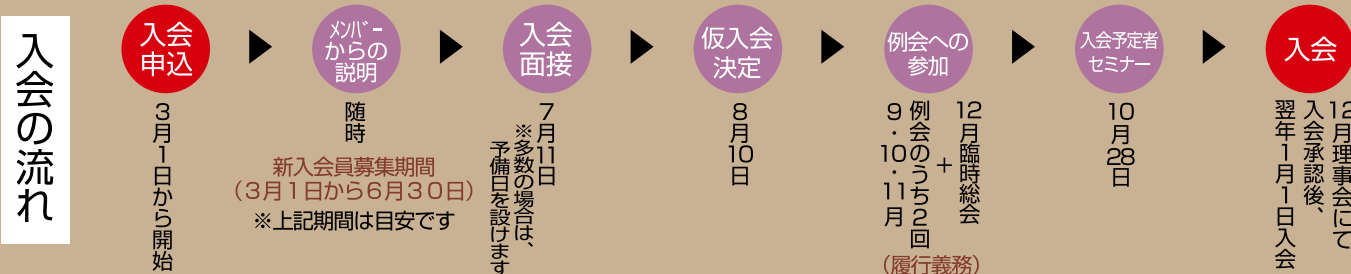 入会の流れ
入会
申込
3月1日から開始
メンバー
からの
説明
随時
新入会員募集期間
(3月1日から6月30日)
※上記期間は目安です
入会
面接
7月11日
※多数の場合は、
予備日を設けます
仮入会
決定
8月10日
例会への
参加
12月臨時総会
+
例会のうち2回
9・10・11月
(履行義務)
入会予定者
セミナー
10月28日
入会
12月理事会にて
入会承認後、
翌年1月1日入会